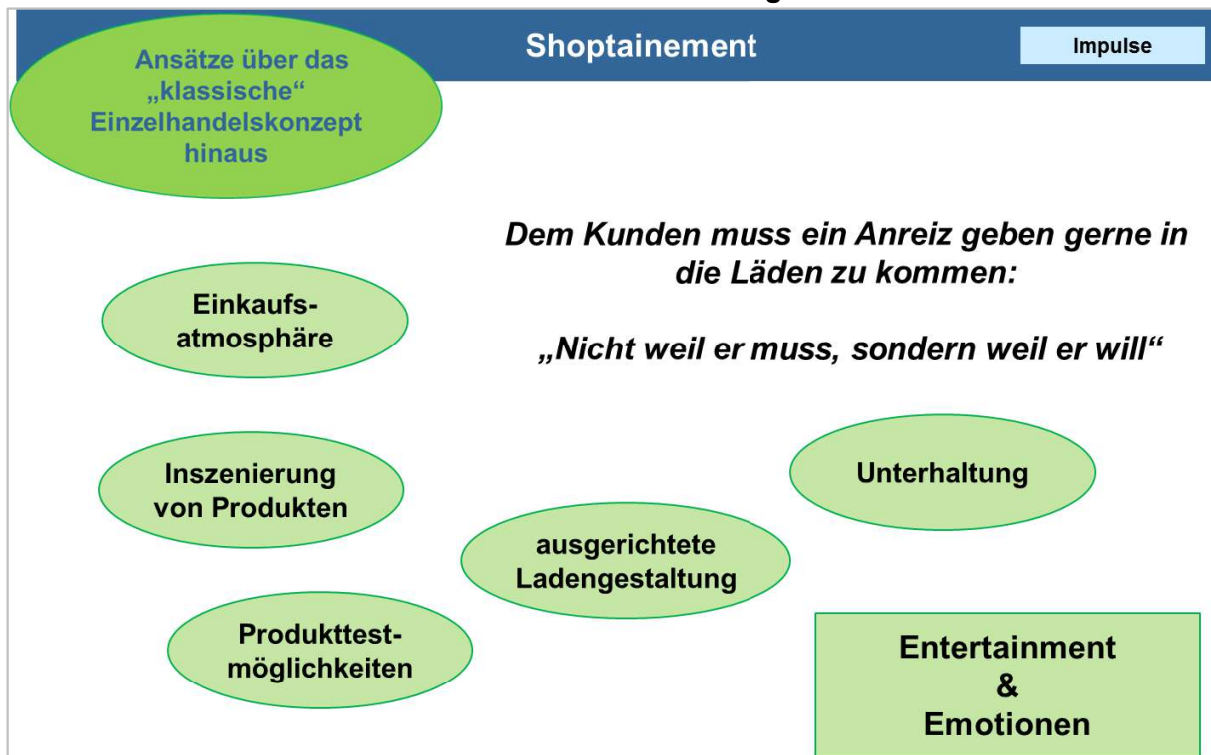 Shoptainement
Impulse
Ansätze über das
„klassische“
Einzelhandelskonzept
hinaus
Dem Kunden muss ein Anreiz geben gerne in
die Läden zu kommen:
„Nicht weil er muss, sondern weil er will“
Einkaufs-
atmosphäre
Inszenierung
von Produkten
Unterhaltung
ausgerichtete
Ladengestaltung
Produkttest-
möglichkeiten
Entertainment
&
Emotionen